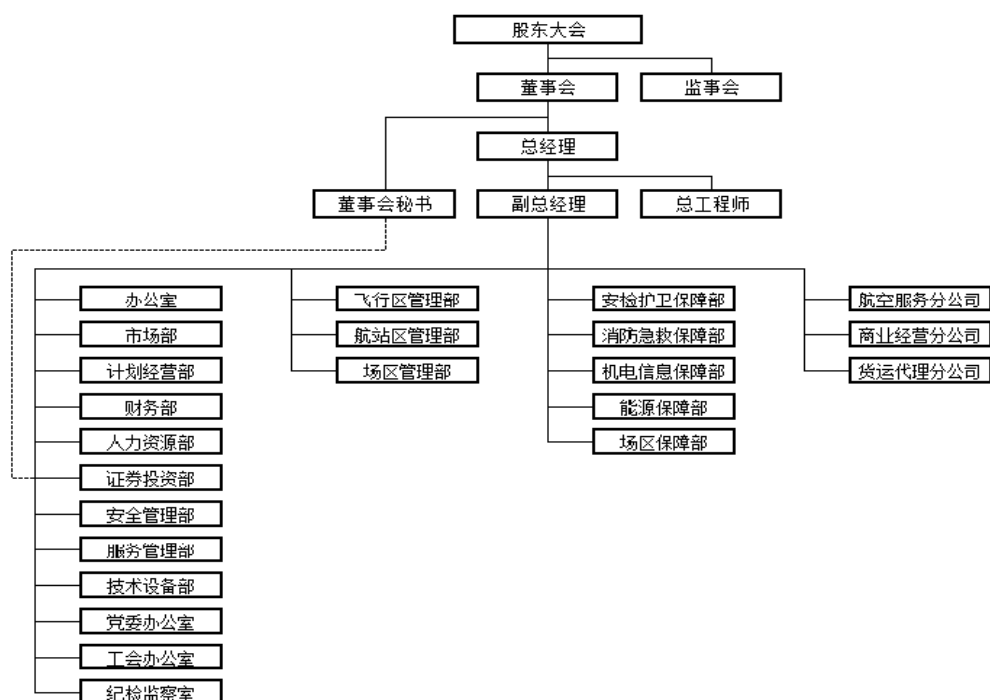 股东大会
董事会
监事会
总经理
董事会秘书
副总经理
总工程师
办公室
市场部
计划经营部
财务部
人力资源部
证券投资部
安全管理部
服务管理部
技术设备部
党委办公室
工会办公室
纪检监察室
飞行区管理部
航站区管理部
场区管理部
安检护卫保障部
消防急救保障部
机电信息保障部
能源保障部
场区保障部
航空服务分公司
商业经营分公司
货运代理分公司